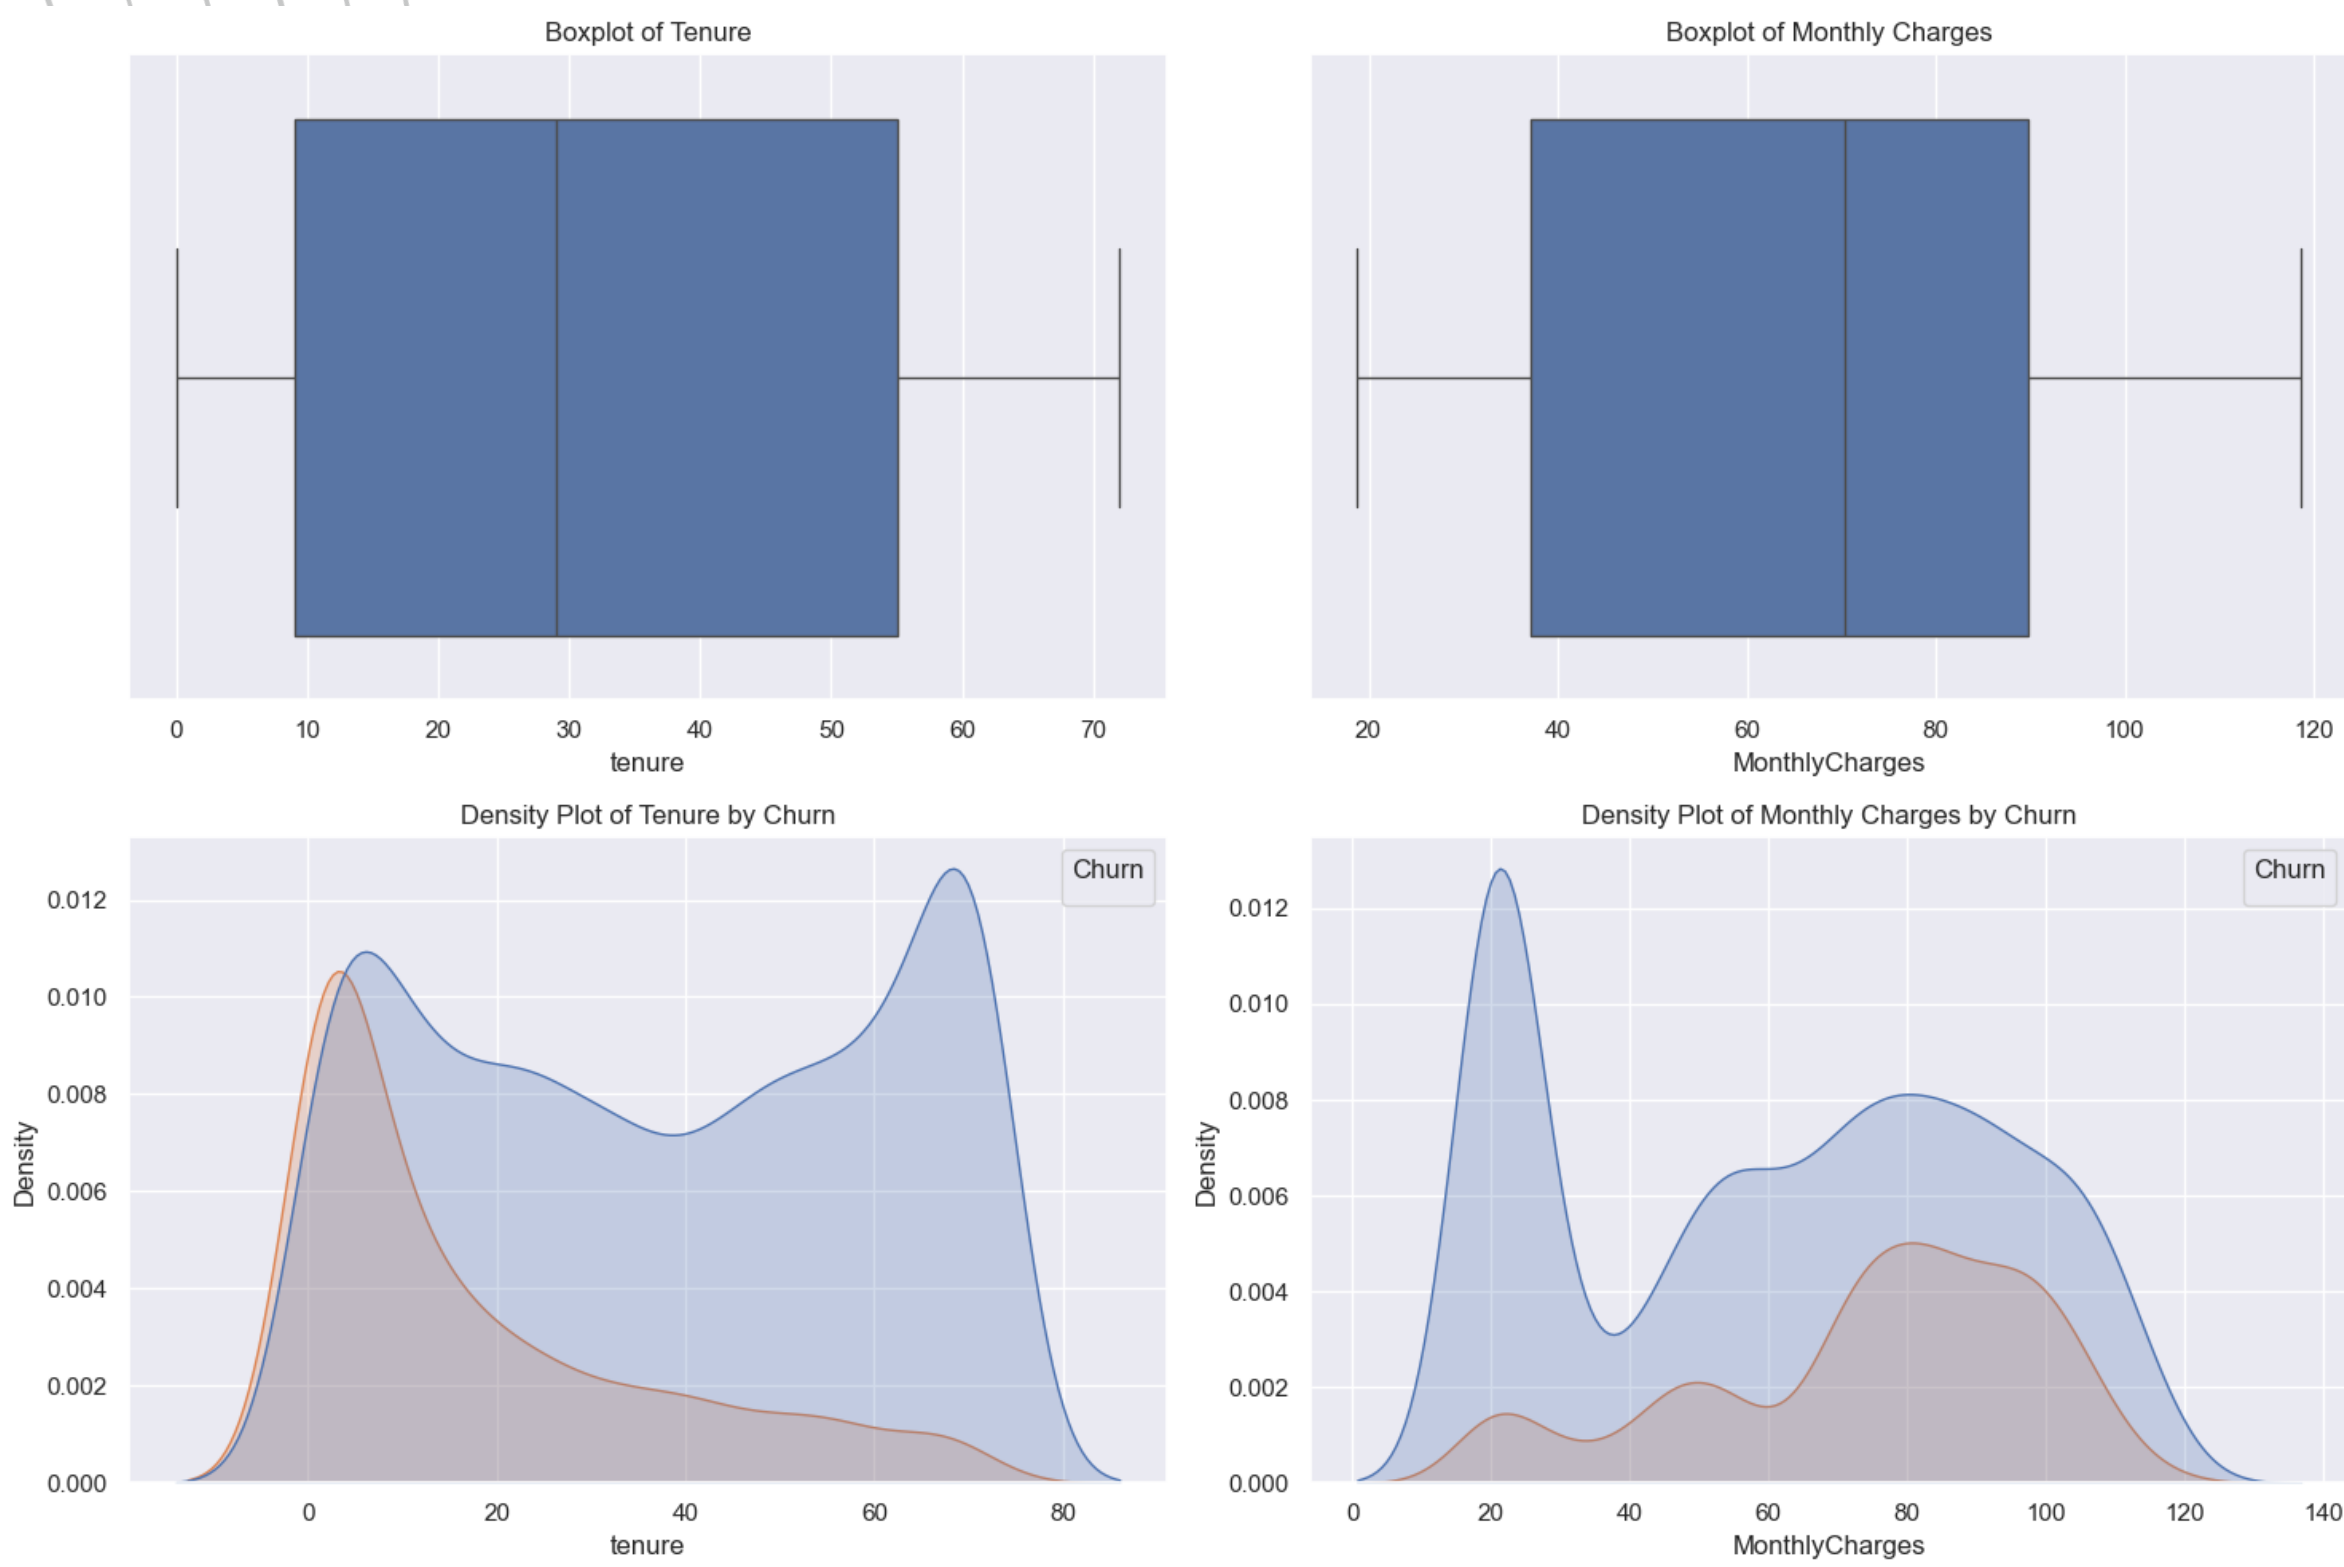 Boxplot of Tenure
0 10 20 30 40 50 60 70
tenure
Boxplot of Monthly Charges
20 40 60 80 100 120
MonthlyCharges
Density Plot of Tenure by Churn
Churn
0.012
0.010
0.008
0.006
0.004
0.002
0.000
Density
0 20 40 60 80
tenure
Density Plot of Monthly Charges by Churn
Churn
0.012
0.010
0.008
0.006
0.004
0.002
0.000
Density
0 20 40 60 80 100 120 140
MonthlyCharges